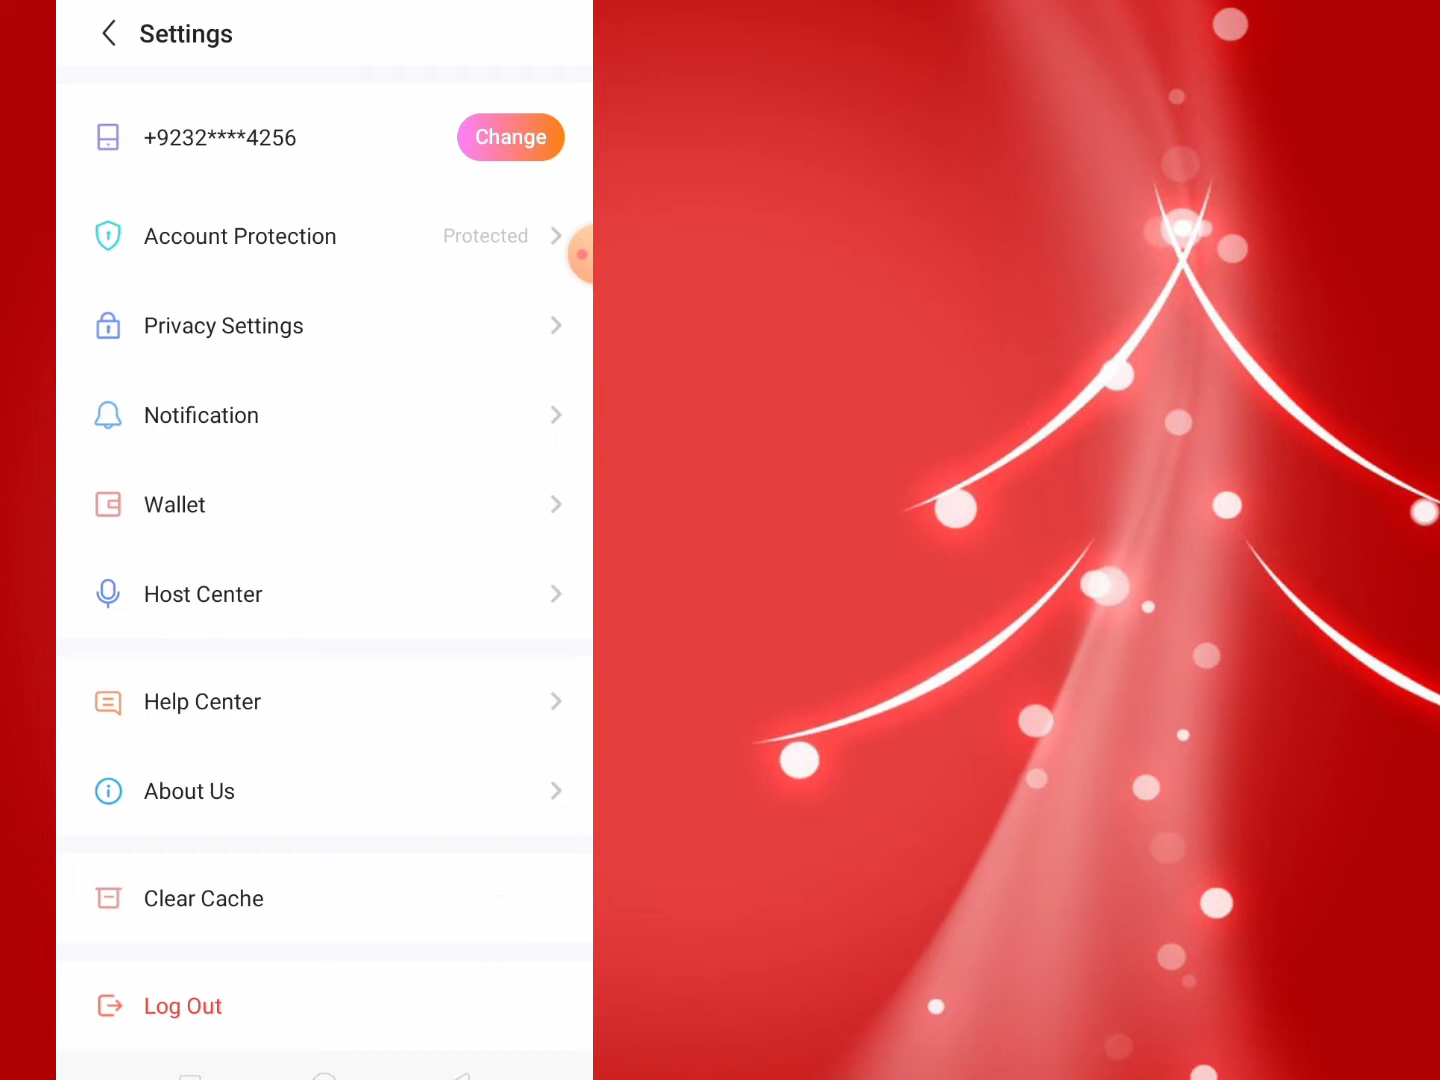 Settings
+9232****4256
Change
Account Protection
Protected
Privacy Settings
Notification
Wallet
Host Center
Help Center
About Us
Clear Cache
Log Out